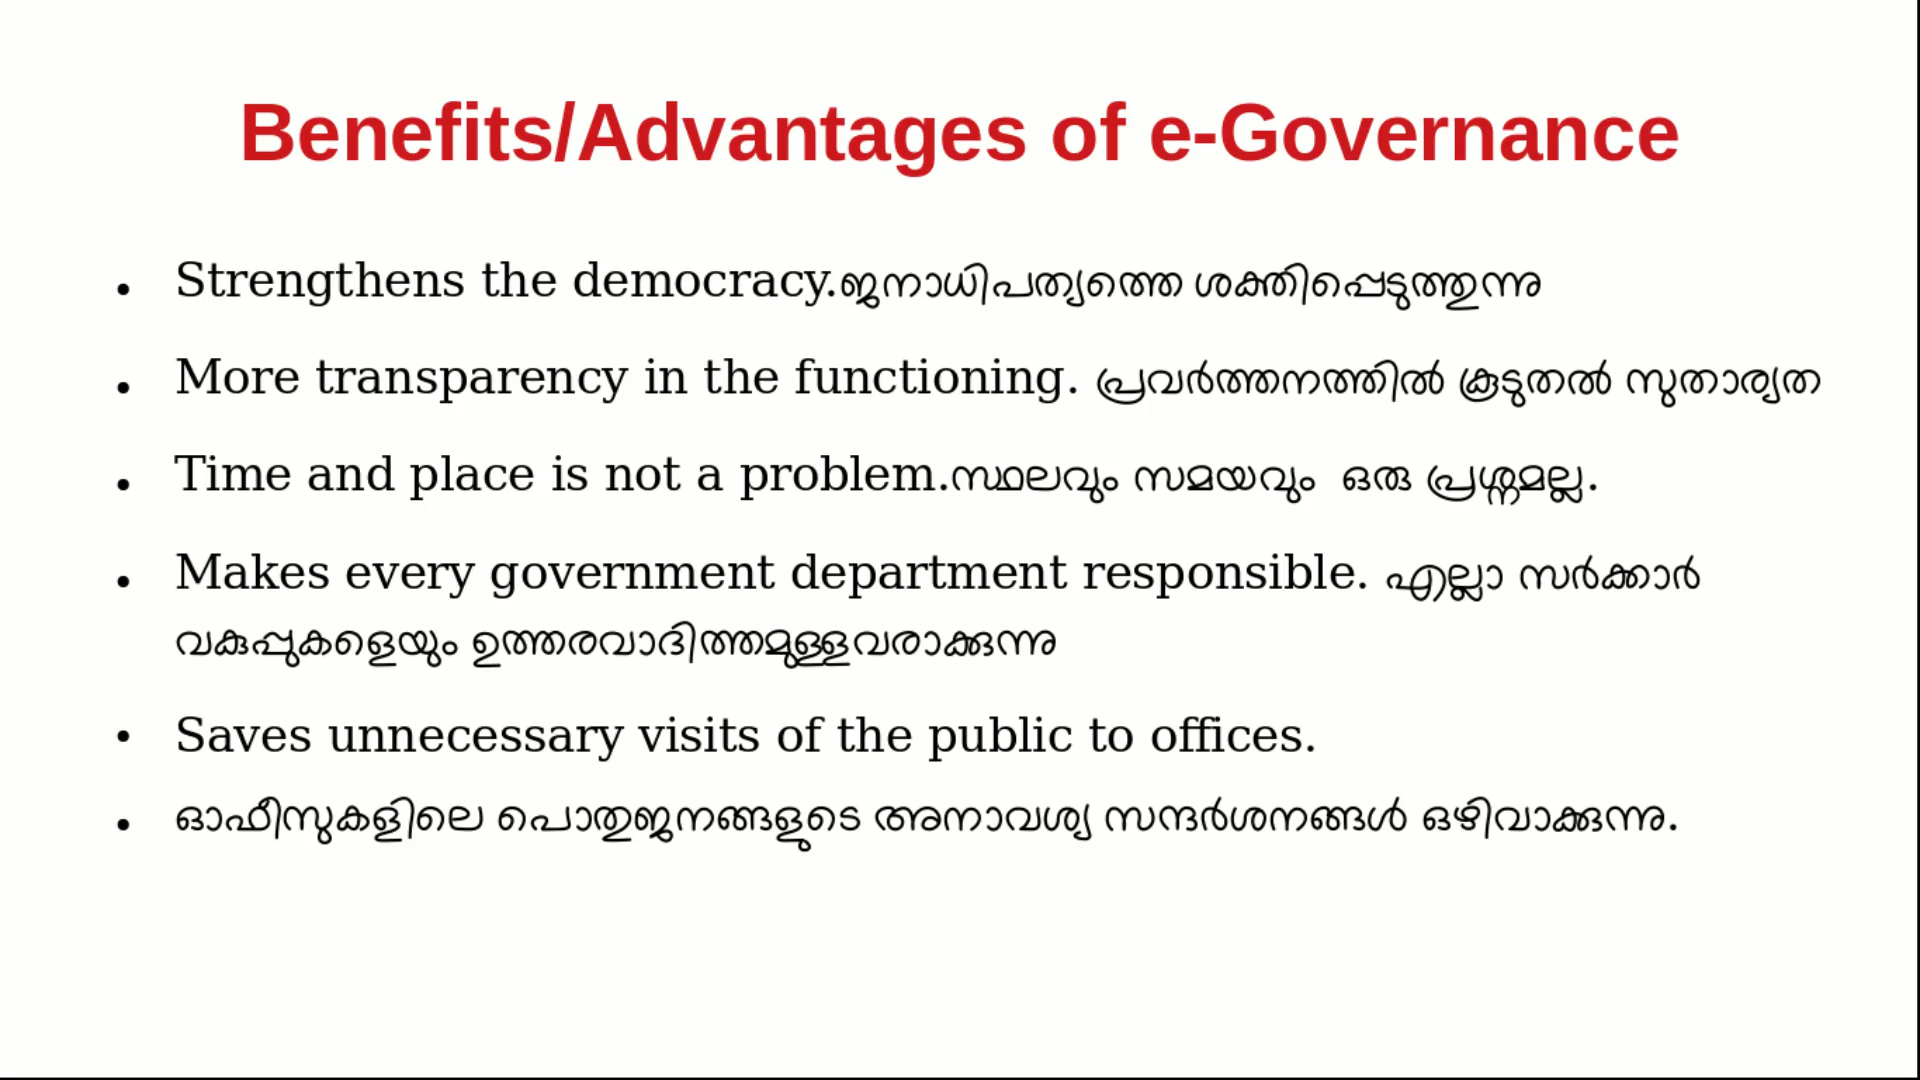 Benefits/Advantages of e-Governance
• Strengthens the democracy.ജനാധിപത്യത്തെ ശക്തിപ്പെടുത്തുന്നു
• More transparency in the functioning. പ്രവർത്തനത്തിൽ കൂടുതൽ സുതാര്യത
• Time and place is not a problem.സ്ഥലവും സമയവും  ഒരു പ്രശ്നമല്ല.
• Makes every government department responsible. എല്ലാ സർക്കാർ
വകുപ്പുകളെയും ഉത്തരവാദിത്തമുള്ളവരാക്കുന്നു
• Saves unnecessary visits of the public to offices.
• ഓഫീസുകളിലെ പൊതുജനങ്ങളുടെ അനാവശ്യ സന്ദർശനങ്ങൾ ഒഴിവാക്കുന്നു.